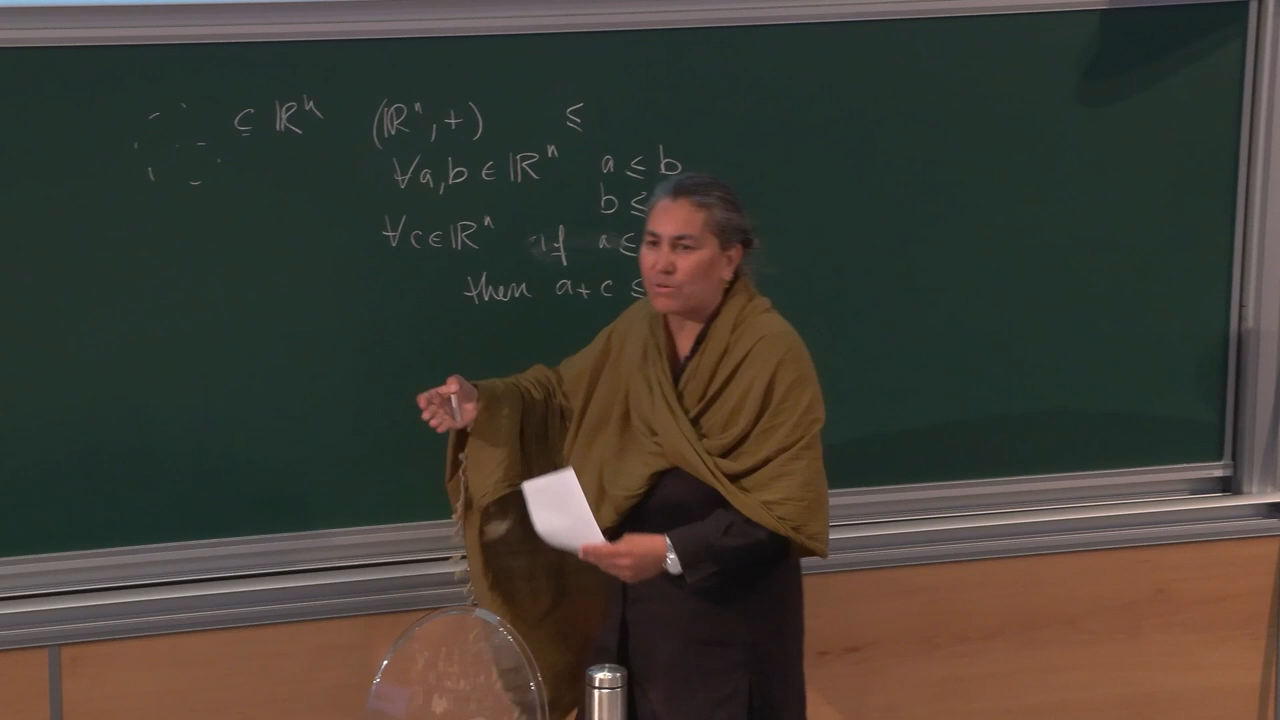 ⊆ ℝⁿ (ℝⁿ, +) ≤
∀a,b ∈ ℝⁿ a ≤ b
b ≤
∀c∈ℝⁿ if a ≤
then a+c ≤